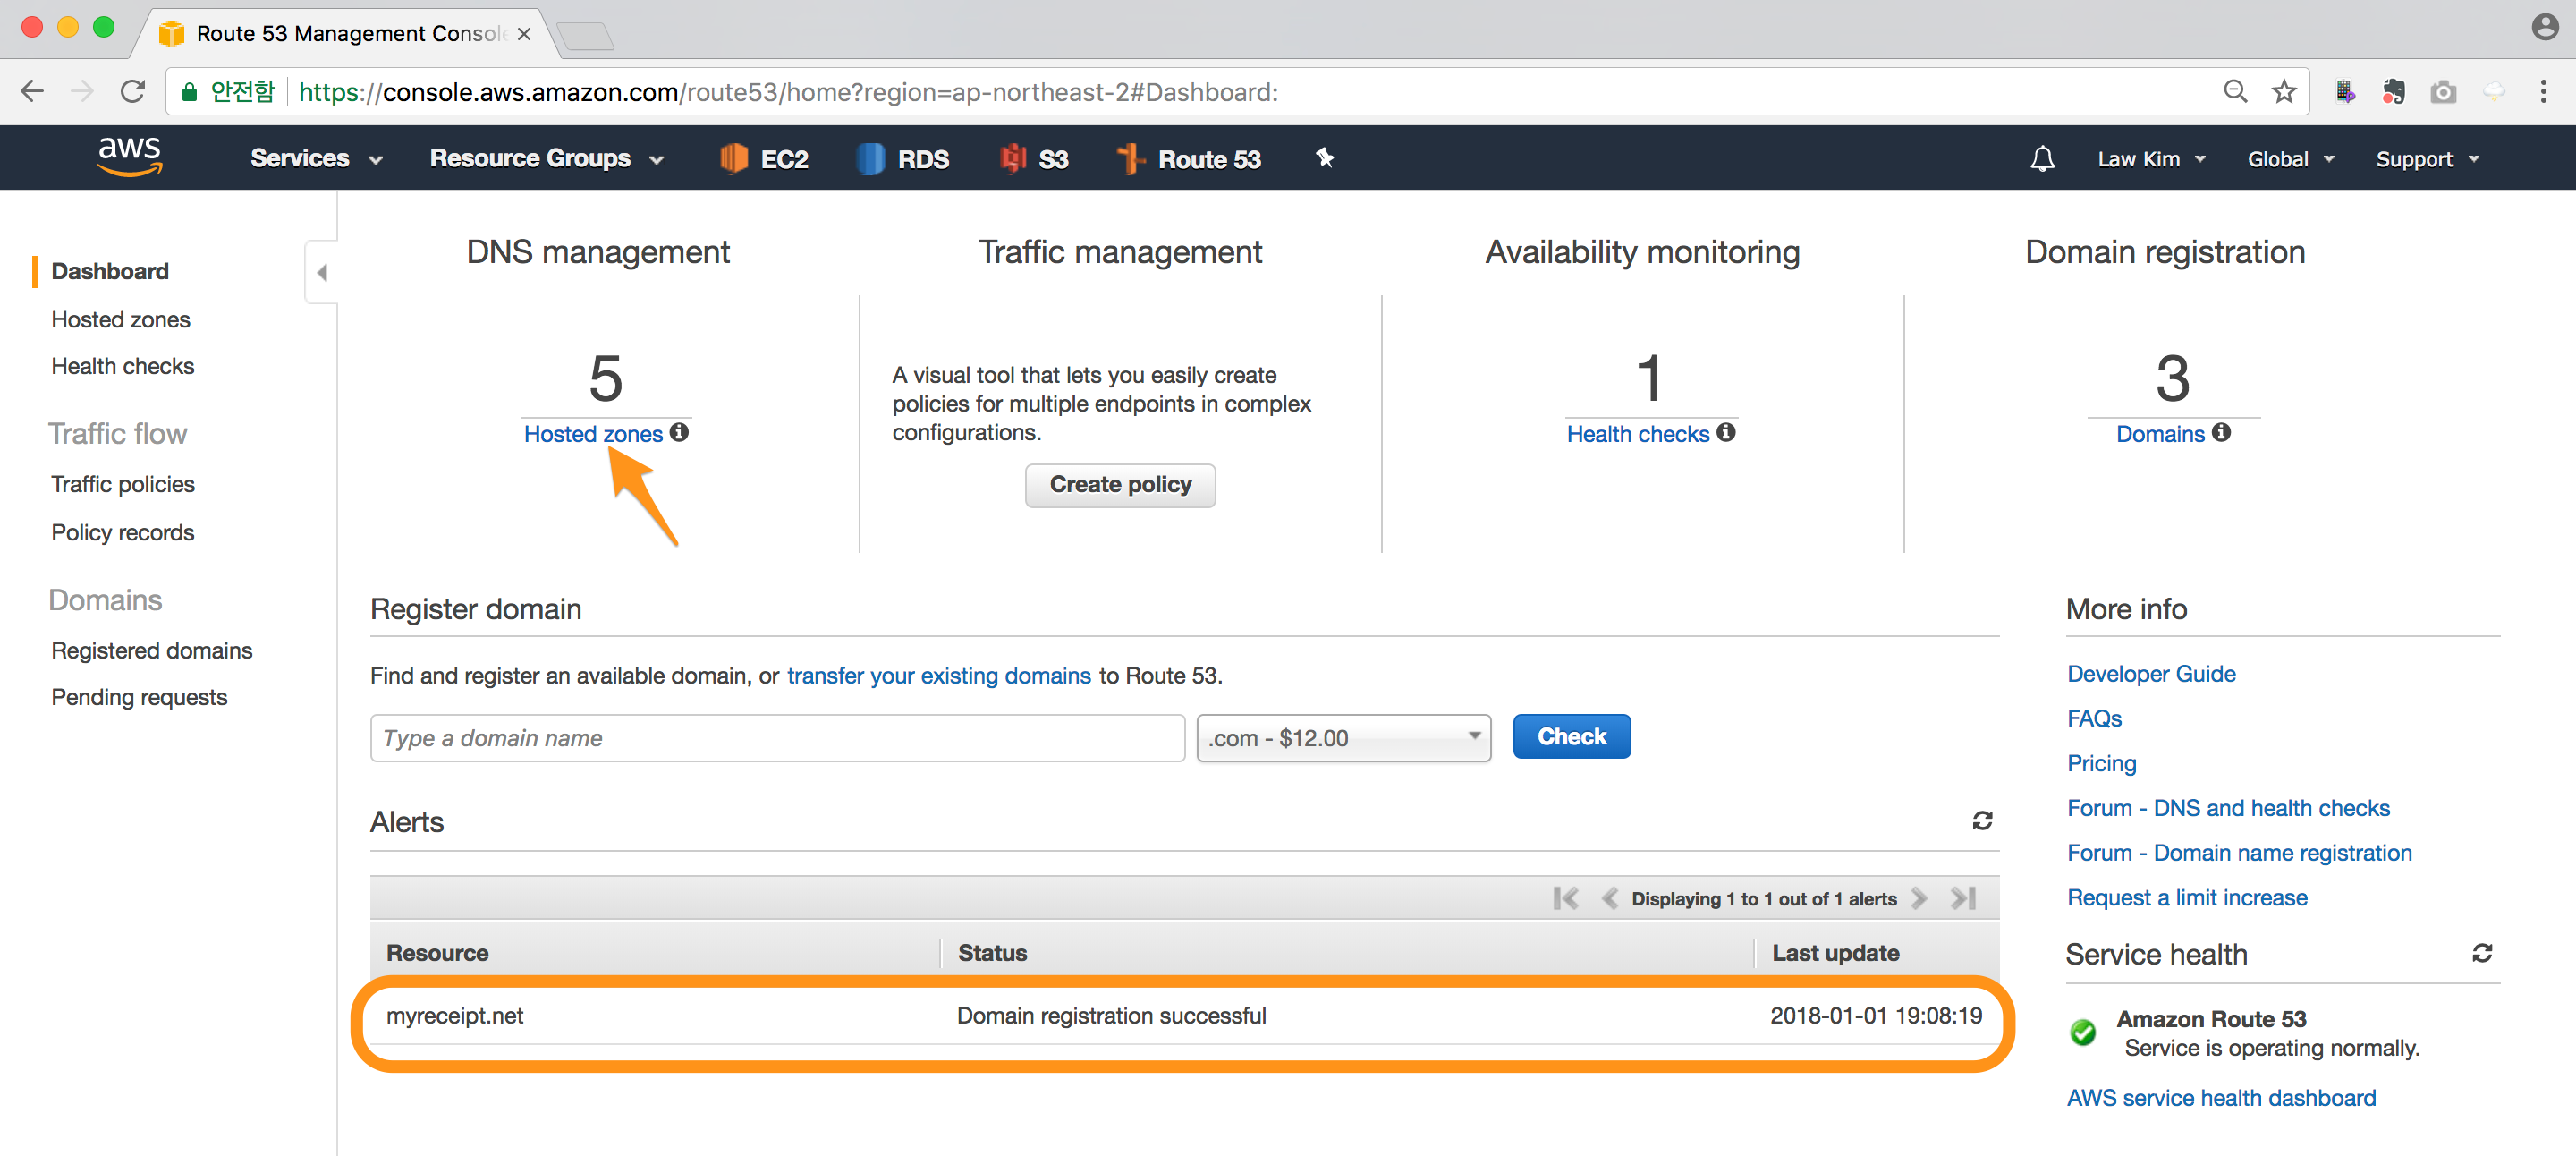 Route 53 Management Console
안전함 https://console.aws.amazon.com/route53/home?region=ap-northeast-2#Dashboard:
aws Services Resource Groups EC2 RDS S3 Route 53 Law Kim Global Support
Dashboard
Hosted zones
Health checks
Traffic flow
Traffic policies
Policy records
Domains
Registered domains
Pending requests
DNS management
5
Hosted zones
Traffic management
A visual tool that lets you easily create
policies for multiple endpoints in complex
configurations.
Create policy
Availability monitoring
1
Health checks
Domain registration
3
Domains
Register domain
Find and register an available domain, or transfer your existing domains to Route 53.
Type a domain name .com - $12.00 Check
Alerts
Displaying 1 to 1 out of 1 alerts
Resource Status Last update
myreceipt.net Domain registration successful 2018-01-01 19:08:19
More info
Developer Guide
FAQs
Pricing
Forum - DNS and health checks
Forum - Domain name registration
Request a limit increase
Service health
Amazon Route 53
Service is operating normally.
AWS service health dashboard